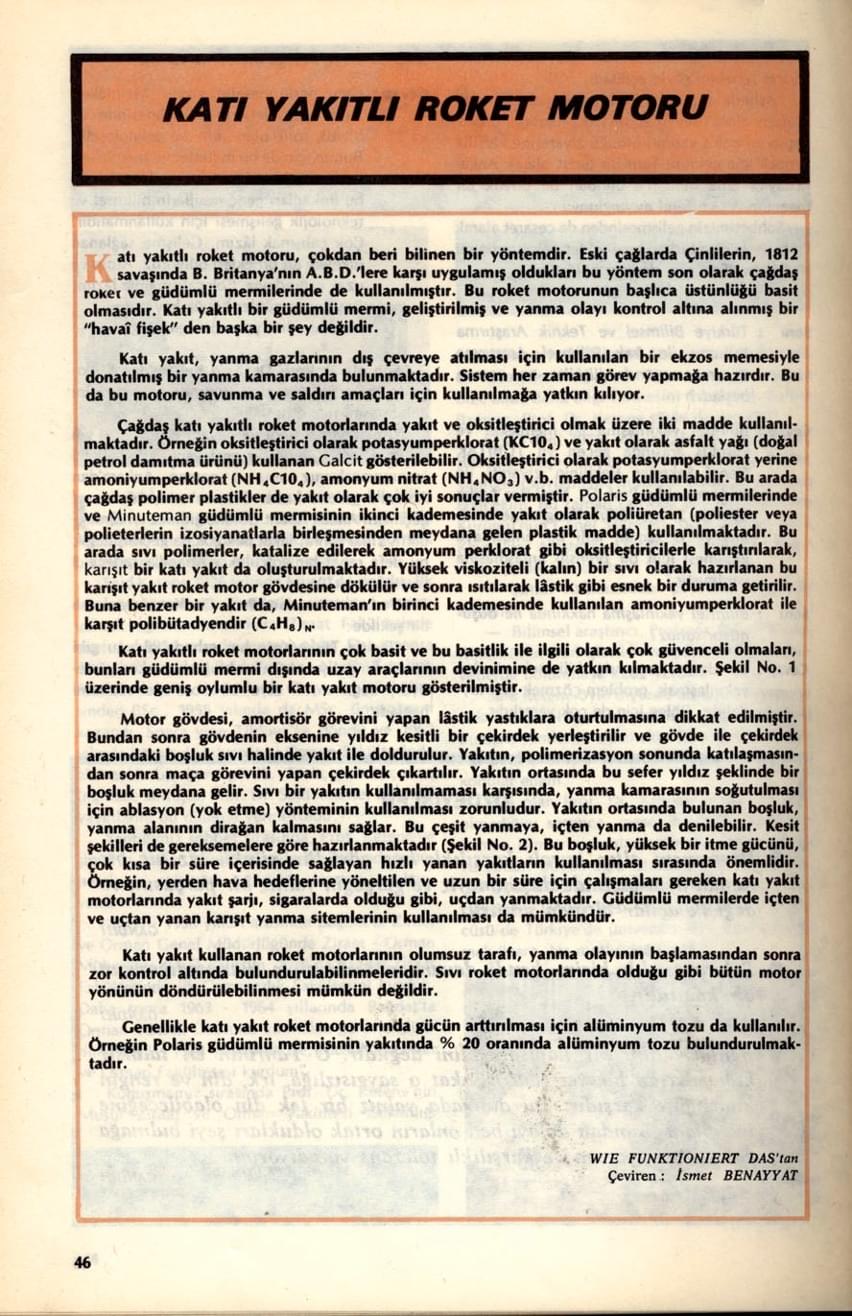 KATI YAKITLI ROKET MOTORU
Katı yakıtlı roket motoru, çokdan beri bilinen bir yöntemdir. Eski çağlarda Çinlilerin, 1812
savaşında B. Britanya'nın A.B.D.'lere karşı uygulamış oldukları bu yöntem son olarak çağdaş
roket ve güdümlü mermilerinde de kullanılmıştır. Bu roket motorunun başlıca üstünlüğü basit
olmasıdır. Katı yakıtlı bir güdümlü mermi, geliştirilmiş ve yanma olayı kontrol altına alınmış bir
"havaî fişek" den başka bir şey değildir.
Katı yakıt, yanma gazlarının dış çevreye atılması için kullanılan bir ekzos memesiyle
donatılmış bir yanma kamarasında bulunmaktadır. Sistem her zaman görev yapmağa hazırdır. Bu
da bu motoru, savunma ve saldırı amaçları için kullanılmağa yatkın kılıyor.
Çağdaş katı yakıtlı roket motorlarında yakıt ve oksitleştirici olmak üzere iki madde kullanıl-
maktadır. Örneğin oksitleştirici olarak potasyumperklorat (KC10₄) ve yakıt olarak asfalt yağı (doğal
petrol damıtma ürünü) kullanan Galcit gösterilebilir. Oksitleştirici olarak potasyumperklorat yerine
amoniyumperklorat (NH₄C10₄), amonyum nitrat (NH₄NO₃) v.b. maddeler kullanılabilir. Bu arada
çağdaş polimer plastikler de yakıt olarak çok iyi sonuçlar vermiştir. Polaris güdümlü mermilerinde
ve Minuteman güdümlü mermisinin ikinci kademesinde yakıt olarak poliüretan (poliester veya
polieterlerin izosiyanatlarla birleşmesinden meydana gelen plastik madde) kullanılmaktadır. Bu
arada sıvı polimerler, katalize edilerek amonyum perklorat gibi oksitleştiricilerle karıştırılarak,
karışıt bir katı yakıt da oluşturulmaktadır. Yüksek viskoziteli (kalın) bir sıvı olarak hazırlanan bu
karışıt yakıt roket motor gövdesine dökülür ve sonra ısıtılarak lâstik gibi esnek bir duruma getirilir.
Buna benzer bir yakıt da, Minuteman'ın birinci kademesinde kullanılan amoniyumperklorat ile
karşıt polibütadyendir (C₄H₈)N.
Katı yakıtlı roket motorlarının çok basit ve bu basitlik ile ilgili olarak çok güvenceli olmaları,
bunları güdümlü mermi dışında uzay araçlarının devinimine de yatkın kılmaktadır. Şekil No. 1
üzerinde geniş oylumlu bir katı yakıt motoru gösterilmiştir.
Motor gövdesi, amortisör görevini yapan lâstik yastıklara oturtulmasına dikkat edilmiştir.
Bundan sonra gövdenin eksenine yıldız kesitli bir çekirdek yerleştirilir ve gövde ile çekirdek
arasındaki boşluk sıvı halinde yakıt ile doldurulur. Yakıtın, polimerizasyon sonunda katılaşmasın-
dan sonra maça görevini yapan çekirdek çıkartılır. Yakıtın ortasında bu sefer yıldız şeklinde bir
boşluk meydana gelir. Sıvı bir yakıtın kullanılmaması karşısında, yanma kamarasının soğutulması
için ablasyon (yok etme) yönteminin kullanılması zorunludur. Yakıtın ortasında bulunan boşluk,
yanma alanının dirağan kalmasını sağlar. Bu çeşit yanmaya, içten yanma da denilebilir. Kesit
şekilleri de gereksemelere göre hazırlanmaktadır (Şekil No. 2). Bu boşluk, yüksek bir itme gücünü,
çok kısa bir süre içerisinde sağlayan hızlı yanan yakıtların kullanılması sırasında önemlidir.
Örneğin, yerden hava hedeflerine yöneltilen ve uzun bir süre için çalışmaları gereken katı yakıt
motorlarında yakıt şarjı, sigaralarda olduğu gibi, uçdan yanmaktadır. Güdümlü mermilerde içten
ve uçtan yanan karışıt yanma sitemlerinin kullanılması da mümkündür.
Katı yakıt kullanan roket motorlarının olumsuz tarafı, yanma olayının başlamasından sonra
zor kontrol altında bulundurulabilinmeleridir. Sıvı roket motorlarında olduğu gibi bütün motor
yönünün döndürülebilinmesi mümkün değildir.
Genellikle katı yakıt roket motorlarında gücün arttırılması için alüminyum tozu da kullanılır.
Örneğin Polaris güdümlü mermisinin yakıtında % 20 oranında alüminyum tozu bulundurulmak-
tadır.
WIE FUNKTIONIERT DAS'tan
Çeviren : İsmet BENAYYAT
46